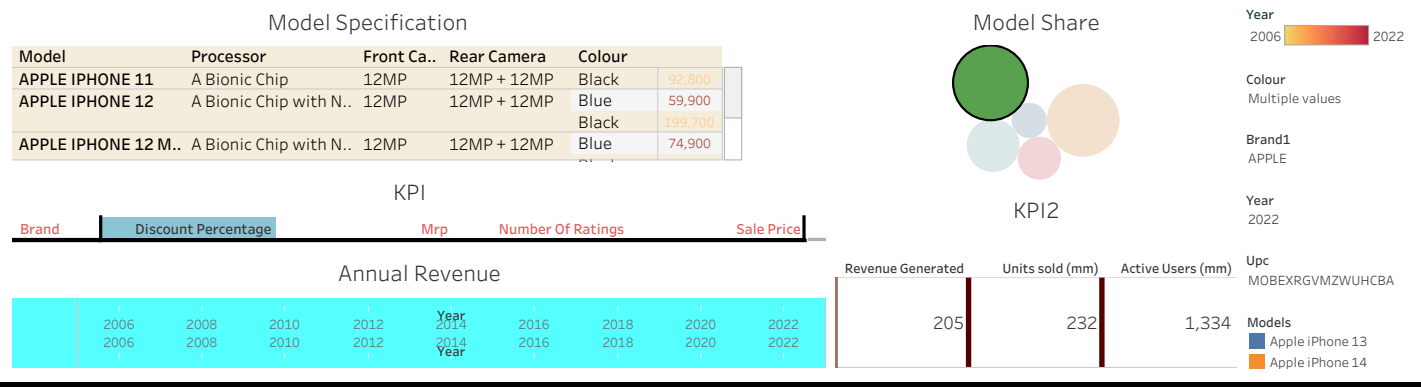 Model Specification
Model Processor Front Ca.. Rear Camera Colour
APPLE IPHONE 11 A Bionic Chip 12MP 12MP + 12MP Black 92,800
APPLE IPHONE 12 A Bionic Chip with N.. 12MP 12MP + 12MP Blue 59,900
Black 199,700
APPLE IPHONE 12 M.. A Bionic Chip with N.. 12MP 12MP + 12MP Blue 74,900
KPI
Brand Discount Percentage Mrp Number Of Ratings Sale Price
Annual Revenue
Year
2006 2008 2010 2012 2014 2016 2018 2020 2022
2006 2008 2010 2012 2014 2016 2018 2020 2022
Year
Model Share
KPI2
Revenue Generated Units sold (mm) Active Users (mm)
205 232 1,334
Year
2006 2022
Colour
Multiple values
Brand1
APPLE
Year
2022
Upc
MOBEXRGVMZWUHCBA
Models
Apple iPhone 13
Apple iPhone 14